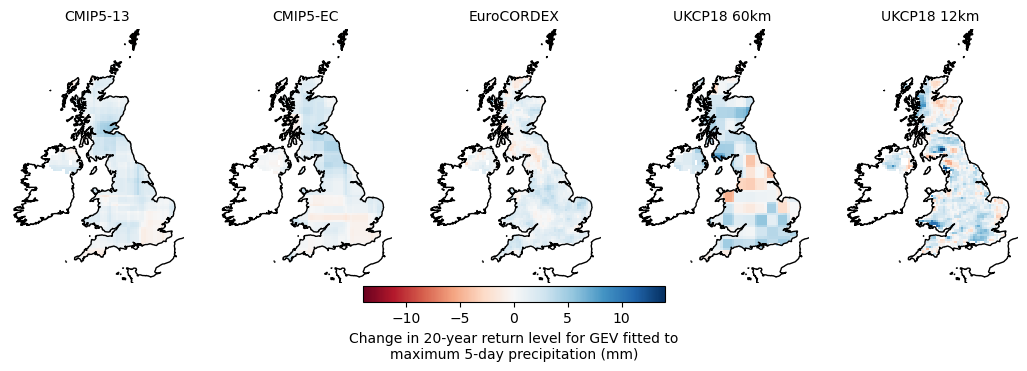 CMIP5-13
CMIP5-EC
EuroCORDEX
UKCP18 60km
UKCP18 12km
−10 −5 0 5 10
Change in 20-year return level for GEV fitted to
maximum 5-day precipitation (mm)